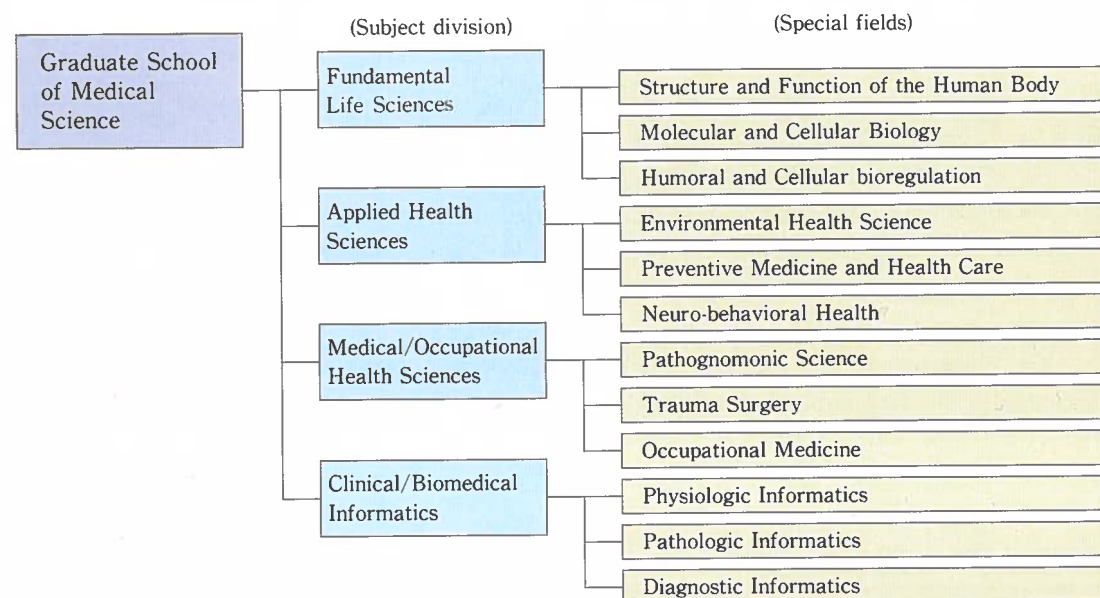 (Subject division)
(Special fields)
Graduate School
of Medical
Science
Fundamental
Life Sciences
Structure and Function of the Human Body
Molecular and Cellular Biology
Humoral and Cellular bioregulation
Applied Health
Sciences
Environmental Health Science
Preventive Medicine and Health Care
Neuro-behavioral Health
Medical/Occupational
Health Sciences
Pathognomonic Science
Trauma Surgery
Occupational Medicine
Clinical/Biomedical
Informatics
Physiologic Informatics
Pathologic Informatics
Diagnostic Informatics